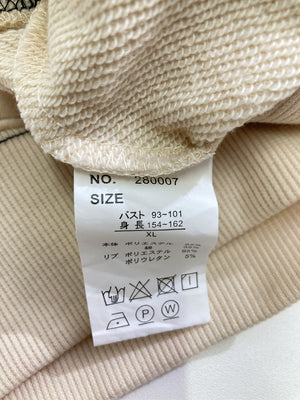 NO. 280007
SIZE
バスト 93-101
身 長 154-162
XL
本体 ポリエステル
綿
リブ ポリエステル 95%
ポリウレタン 5%
P W